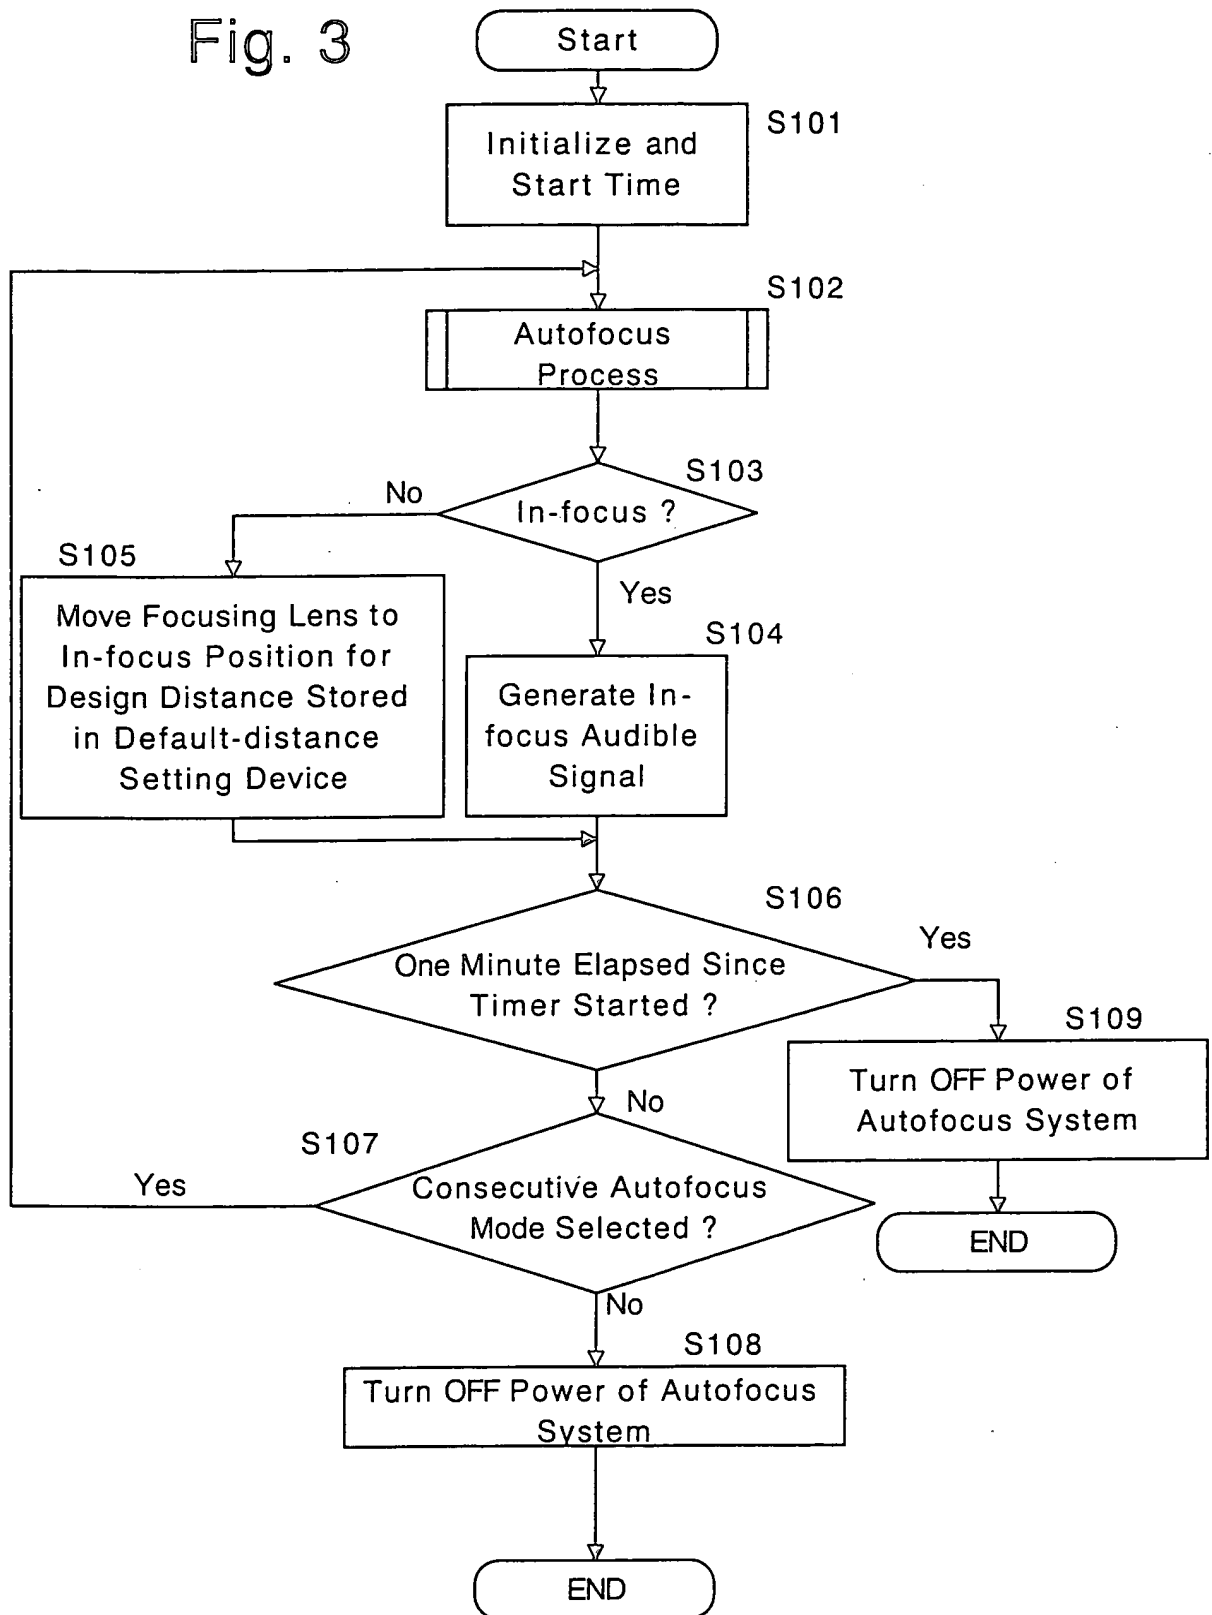 Fig. 3
Start
S101
Initialize and
Start Time
S102
Autofocus
Process
S103
In-focus ?
No
Yes
S105
Move Focusing Lens to
In-focus Position for
Design Distance Stored
in Default-distance
Setting Device
S104
Generate In-
focus Audible
Signal
S106
One Minute Elapsed Since
Timer Started ?
Yes
No
S109
Turn OFF Power of
Autofocus System
END
S107
Consecutive Autofocus
Mode Selected ?
Yes
No
S108
Turn OFF Power of Autofocus
System
END